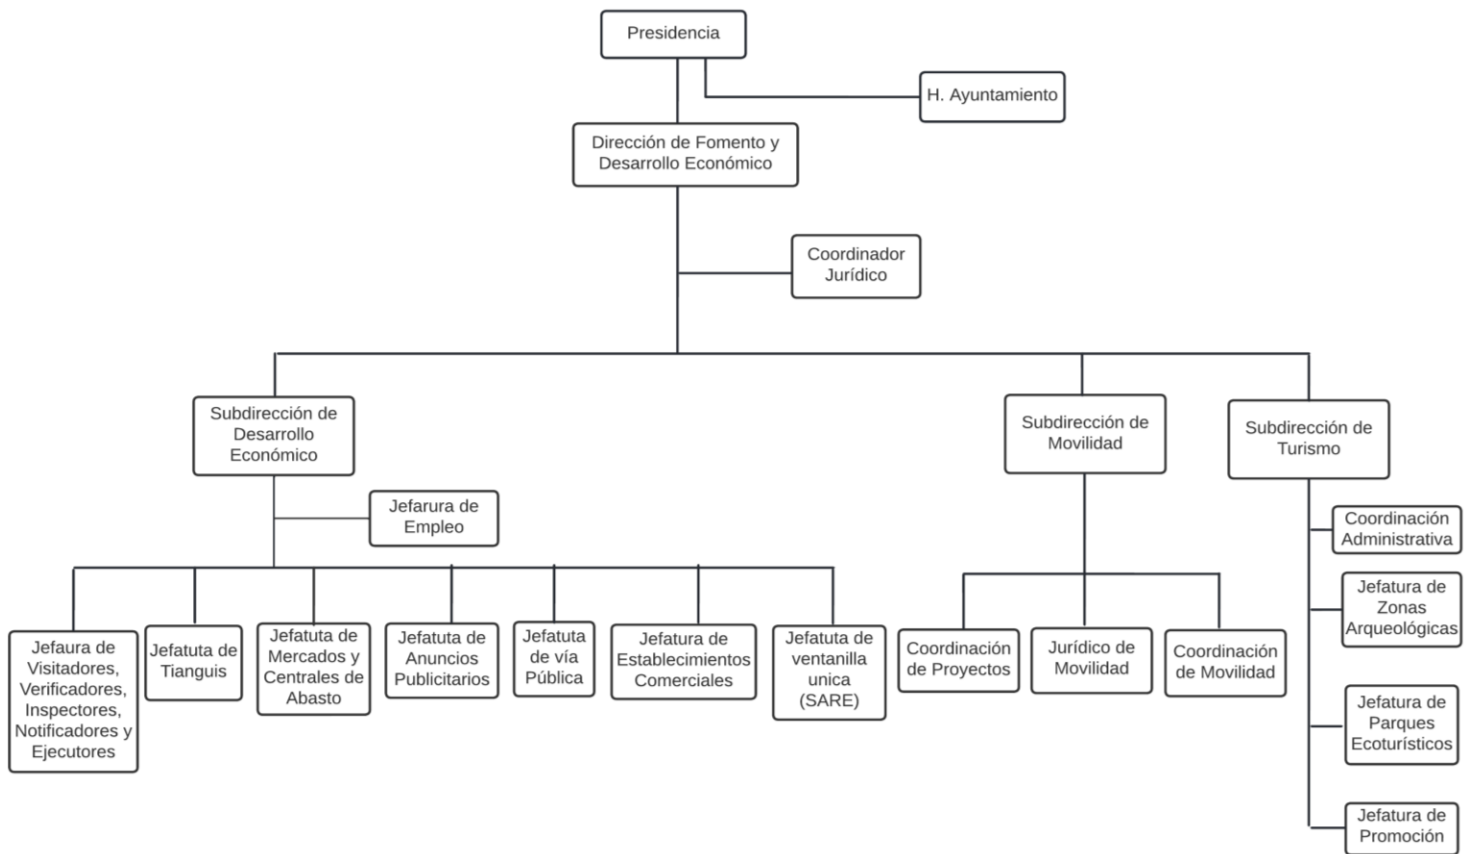 Presidencia
H. Ayuntamiento
Dirección de Fomento y
Desarrollo Económico
Coordinador
Jurídico
Subdirección de
Desarrollo
Económico
Subdirección de
Movilidad
Subdirección de
Turismo
Jefarura de
Empleo
Coordinación
Administrativa
Jefatura de
Zonas
Arqueológicas
Jefatura de
Parques
Ecoturísticos
Jefatura de
Promoción
Jefaura de
Visitadores,
Verificadores,
Inspectores,
Notificadores y
Ejecutores
Jefatuta de
Tianguis
Jefatuta de
Mercados y
Centrales de
Abasto
Jefatuta de
Anuncios
Publicitarios
Jefatuta
de vía
Pública
Jefatura de
Establecimientos
Comerciales
Jefatuta de
ventanilla
unica
(SARE)
Coordinación
de Proyectos
Jurídico de
Movilidad
Coordinación
de Movilidad